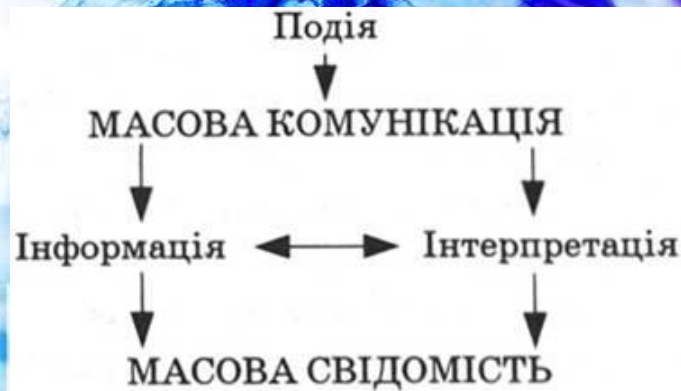 Подія
МАСОВА КОМУНІКАЦІЯ
Інформація Інтерпретація
МАСОВА СВІДОМІСТЬ